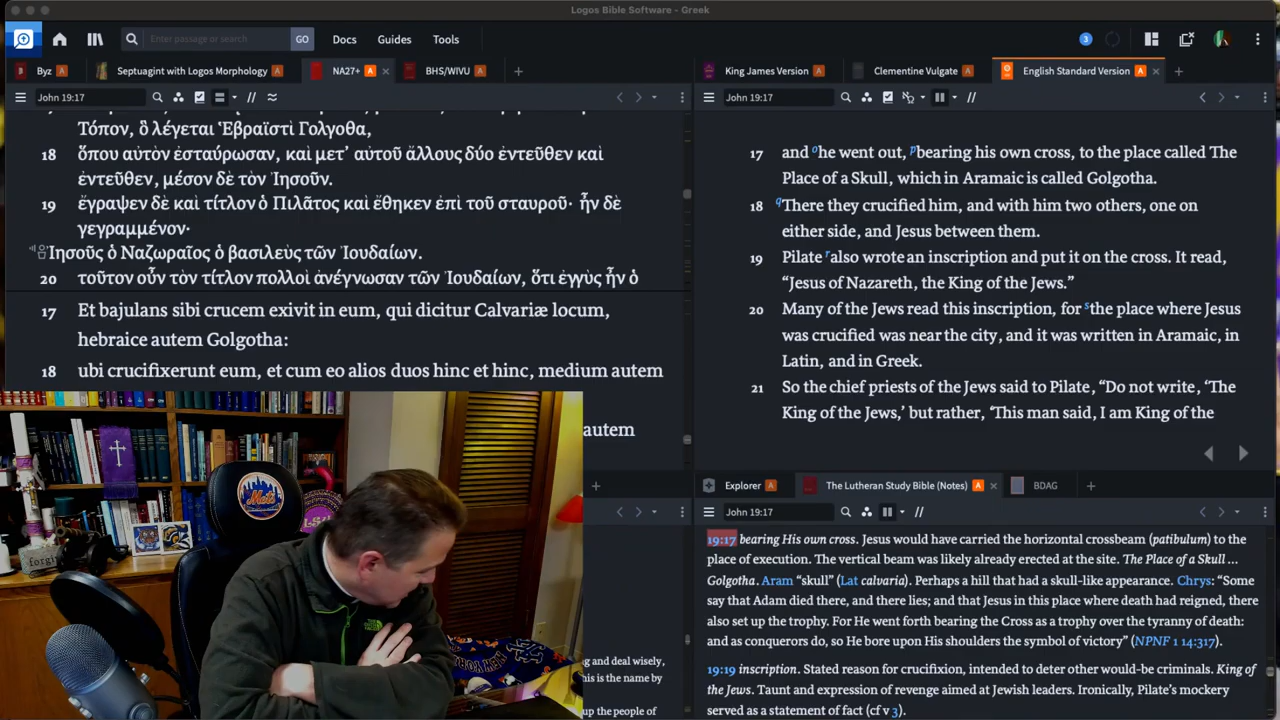 Logos Bible Software - Greek
Enter passage or search
GO
Docs
Guides
Tools
3
Byz A
Septuagint with Logos Morphology A
NA27+ A
BHS/WIVU A
John 19:17
Τόπον, ὃ λέγεται Ἑβραϊστὶ Γολγοθα,
18 ὅπου αὐτὸν ἐσταύρωσαν, καὶ μετʼ αὐτοῦ ἄλλους δύο ἐντεῦθεν καὶ
ἐντεῦθεν, μέσον δὲ τὸν Ἰησοῦν.
19 ἔγραψεν δὲ καὶ τίτλον ὁ Πιλᾶτος καὶ ἔθηκεν ἐπὶ τοῦ σταυροῦ· ἦν δὲ
γεγραμμένον·
Ἰησοῦς ὁ Ναζωραῖος ὁ βασιλεὺς τῶν Ἰουδαίων.
20 τοῦτον οὖν τὸν τίτλον πολλοὶ ἀνέγνωσαν τῶν Ἰουδαίων, ὅτι ἐγγὺς ἦν ὁ
17 Et bajulans sibi crucem exivit in eum, qui dicitur Calvariæ locum,
hebraice autem Golgotha:
18 ubi crucifixerunt eum, et cum eo alios duos hinc et hinc, medium autem
autem
King James Version A
Clementine Vulgate A
English Standard Version A
John 19:17
17 and o he went out, p bearing his own cross, to the place called The
Place of a Skull, which in Aramaic is called Golgotha.
18 q There they crucified him, and with him two others, one on
either side, and Jesus between them.
19 Pilate r also wrote an inscription and put it on the cross. It read,
“Jesus of Nazareth, the King of the Jews.”
20 Many of the Jews read this inscription, for s the place where Jesus
was crucified was near the city, and it was written in Aramaic, in
Latin, and in Greek.
21 So the chief priests of the Jews said to Pilate, “Do not write, ‘The
King of the Jews,’ but rather, ‘This man said, I am King of the
Explorer A
The Lutheran Study Bible (Notes) A
BDAG
John 19:17
19:17 bearing His own cross. Jesus would have carried the horizontal crossbeam (patibulum) to the
place of execution. The vertical beam was likely already erected at the site. The Place of a Skull …
Golgotha. Aram “skull” (Lat calvaria). Perhaps a hill that had a skull-like appearance. Chrys: “Some
say that Adam died there, and there lies; and that Jesus in this place where death had reigned, there
also set up the trophy. For He went forth bearing the Cross as a trophy over the tyranny of death:
and as conquerors do, so He bore upon His shoulders the symbol of victory” (NPNF 1 14:317).
19:19 inscription. Stated reason for crucifixion, intended to deter other would-be criminals. King of
the Jews. Taunt and expression of revenge aimed at Jewish leaders. Ironically, Pilate’s mockery
served as a statement of fact (cf v 3).
g and deal wisely,
his is the name by
up the people of
Mets
forgi
NEW YORK